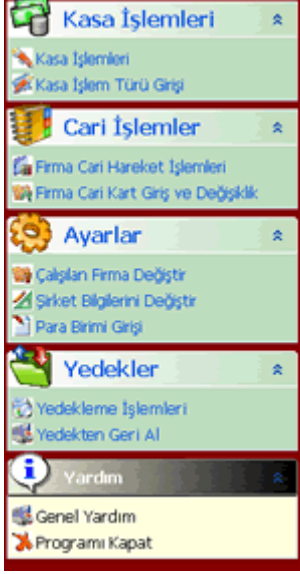 Kasa İşlemleri
Kasa İşlemleri
Kasa İşlem Türü Girişi
Cari İşlemler
Firma Cari Hareket İşlemleri
Firma Cari Kart Giriş ve Değişiklik
Ayarlar
Çalışılan Firma Değiştir
Şirket Bilgilerini Değiştir
Para Birimi Girişi
Yedekler
Yedekleme İşlemleri
Yedekten Geri Al
Yardım
Genel Yardım
Programı Kapat